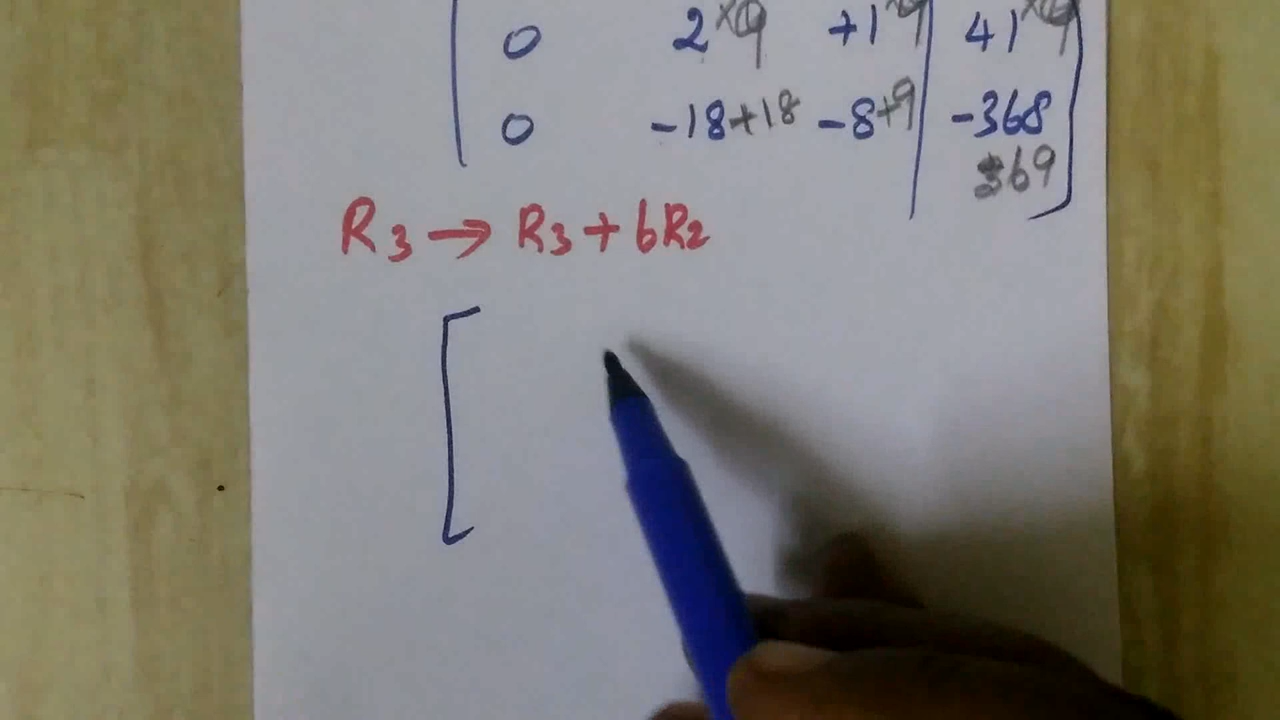 0 2×9 +1×9 | 41×9
0 -18+18 -8+9 | -368
369
R3 → R3 + 6R2